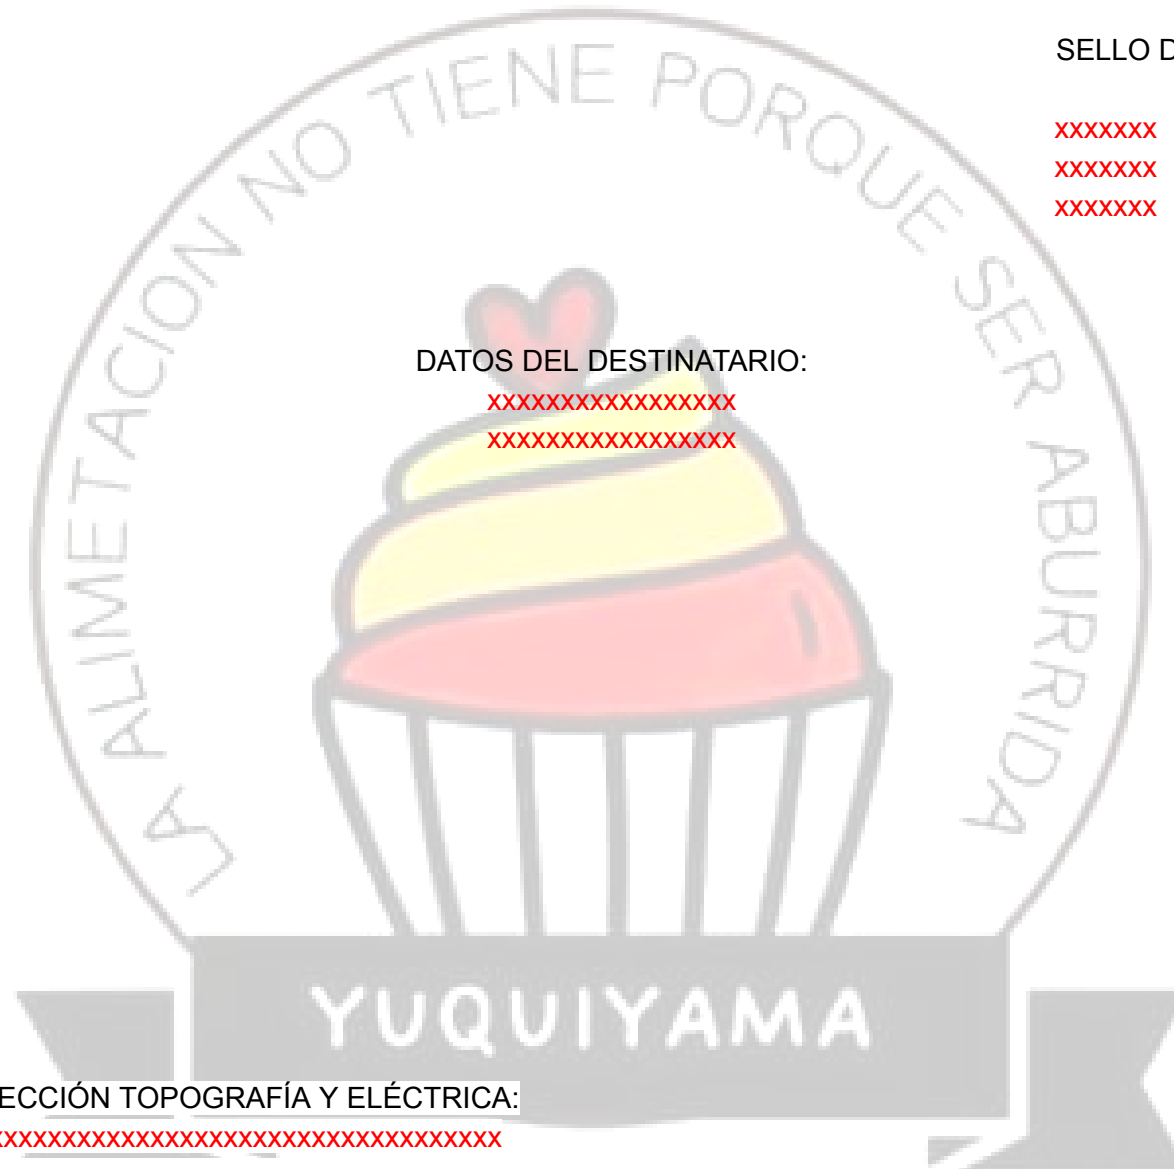 SELLO D
xxxxxxx
xxxxxxx
xxxxxxx
LA ALIMETACION NO TIENE PORQUE SER ABURRIDA
DATOS DEL DESTINATARIO:
xxxxxxxxxxxxxxxxx
xxxxxxxxxxxxxxxxx
YUQUIYAMA
ECCIÓN TOPOGRAFÍA Y ELÉCTRICA:
xxxxxxxxxxxxxxxxxxxxxxxxxxxxxxxxxxx